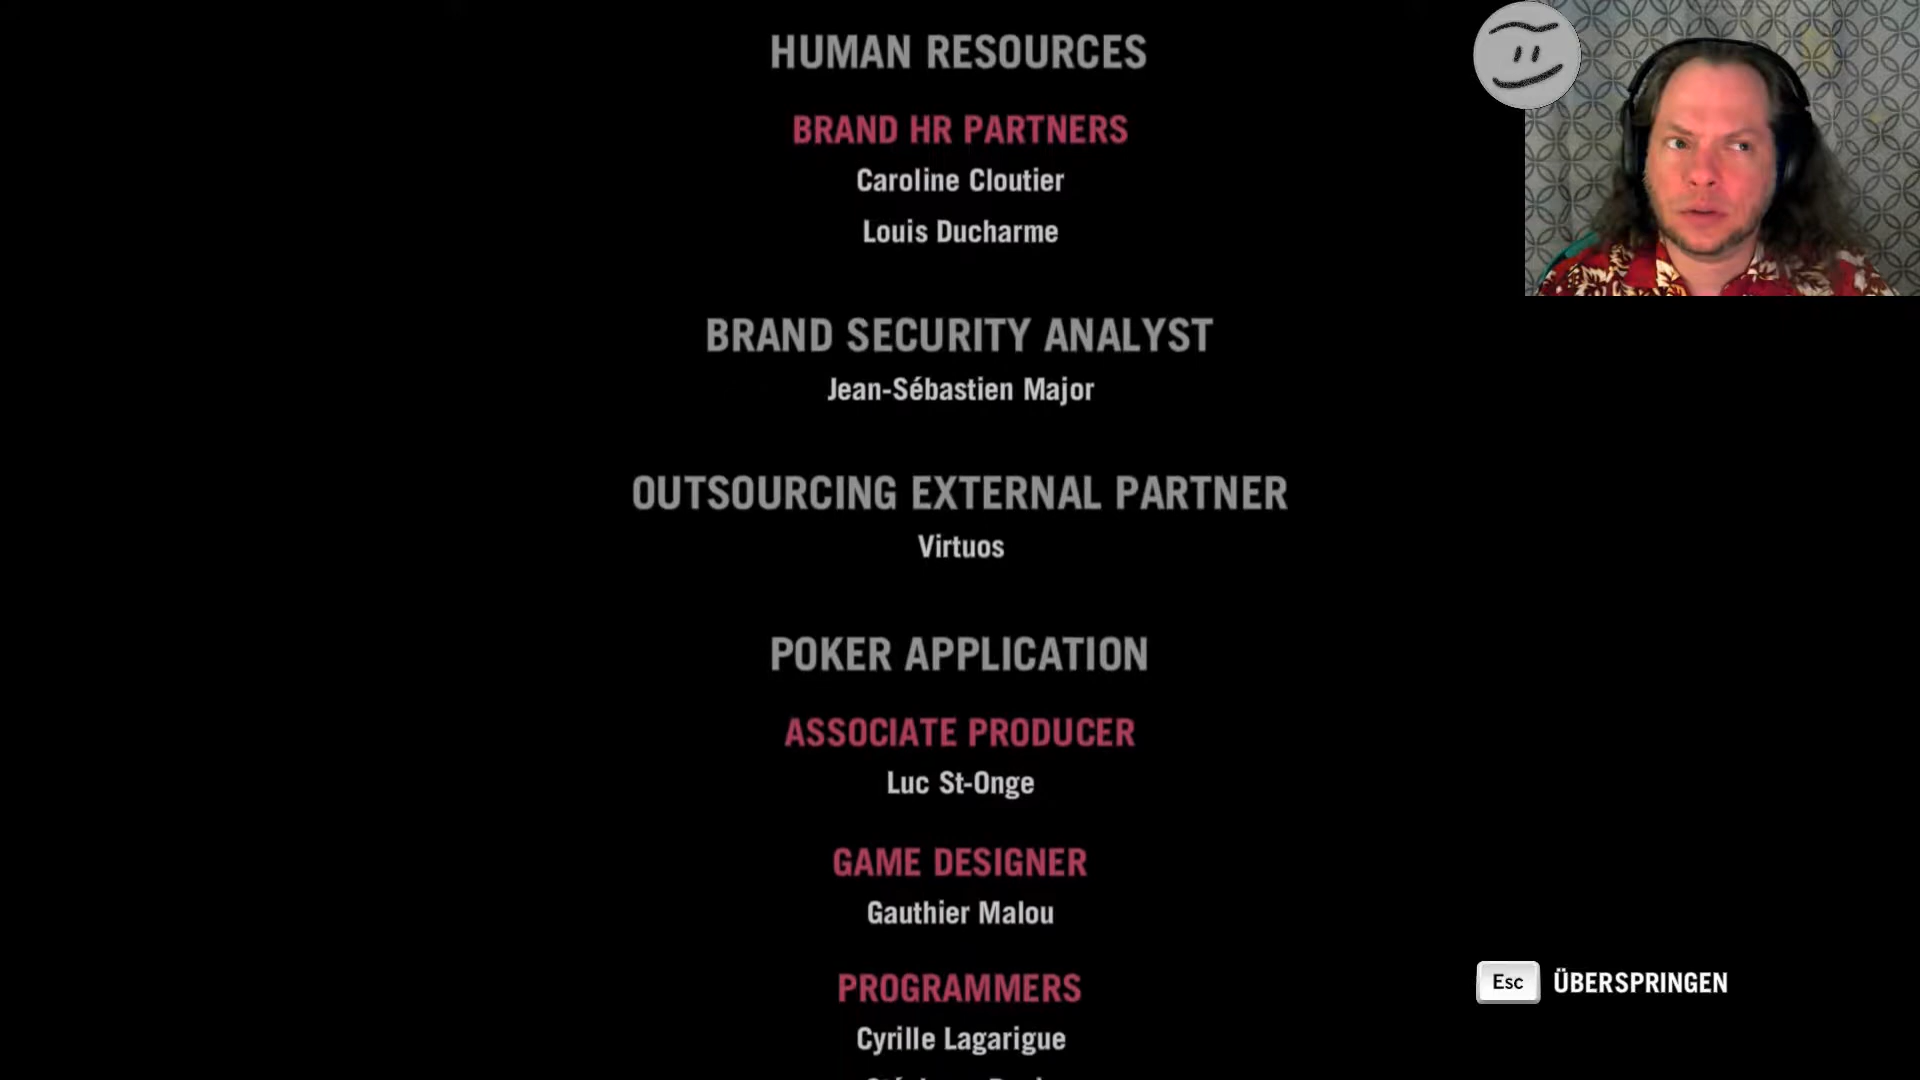 HUMAN RESOURCES
BRAND HR PARTNERS
Caroline Cloutier
Louis Ducharme
BRAND SECURITY ANALYST
Jean-Sébastien Major
OUTSOURCING EXTERNAL PARTNER
Virtuos
POKER APPLICATION
ASSOCIATE PRODUCER
Luc St-Onge
GAME DESIGNER
Gauthier Malou
PROGRAMMERS
Cyrille Lagarigue
Esc ÜBERSPRINGEN